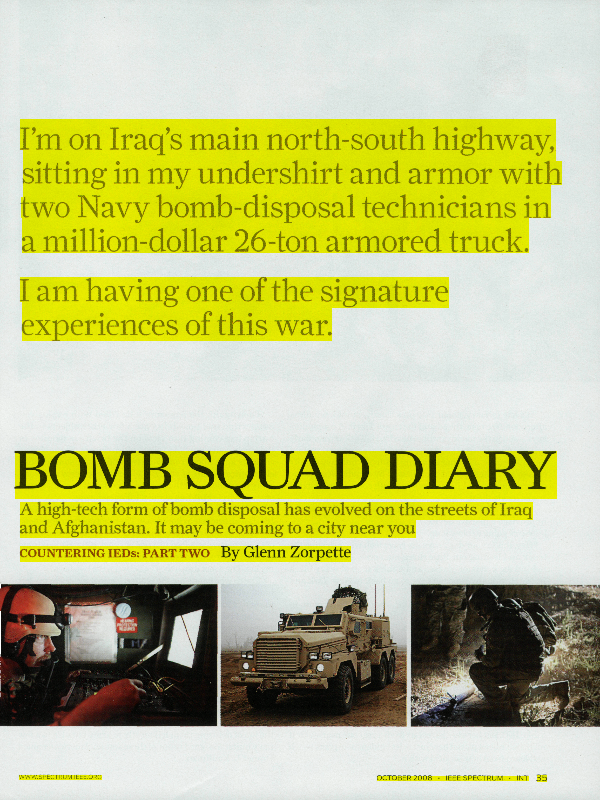 I'm on Iraq's main north-south highway,
sitting in my undershirt and armor with
two Navy bomb-disposal technicians in
a million-dollar 26-ton armored truck.
I am having one of the signature
experiences of this war.
BOMB SQUAD DIARY
A high-tech form of bomb disposal has evolved on the streets of Iraq
and Afghanistan. It may be coming to a city near you
COUNTERING IEDs: PART TWO By Glenn Zorpette
WWW.SPECTRUM.IEEE.ORG
OCTOBER 2008 · IEEE SPECTRUM · INT 35